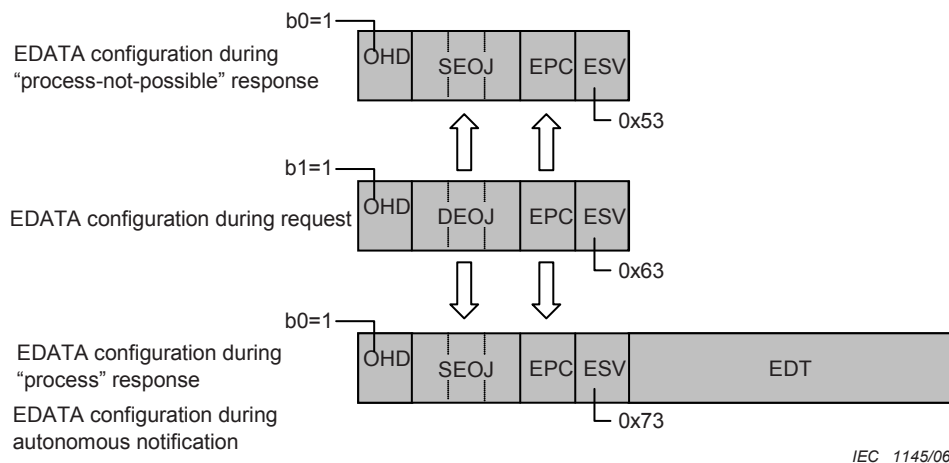 b0=1
EDATA configuration during
“process-not-possible” response
OHD SEOJ EPC ESV
0x53
b1=1
EDATA configuration during request
OHD DEOJ EPC ESV
0x63
b0=1
EDATA configuration during
“process” response
OHD SEOJ EPC ESV EDT
EDATA configuration during
autonomous notification
0x73
IEC 1145/06